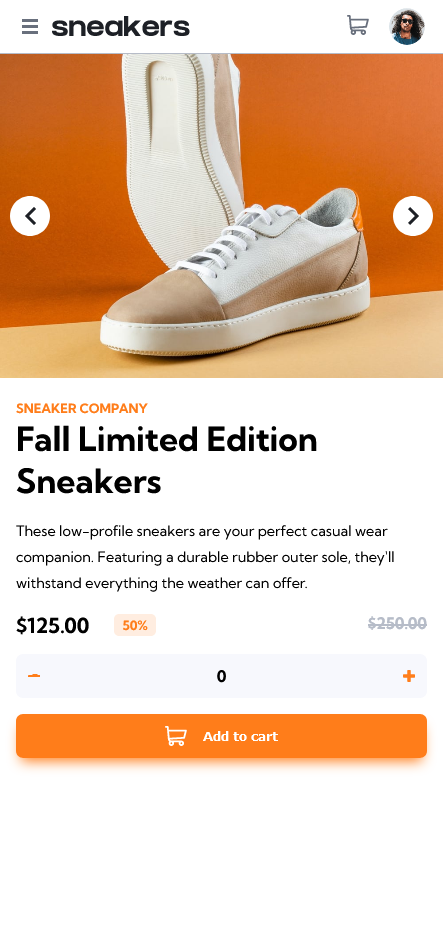 sneakers
SNEAKER COMPANY
Fall Limited Edition
Sneakers
These low-profile sneakers are your perfect casual wear
companion. Featuring a durable rubber outer sole, they'll
withstand everything the weather can offer.
$125.00 50% $250.00
0
Add to cart